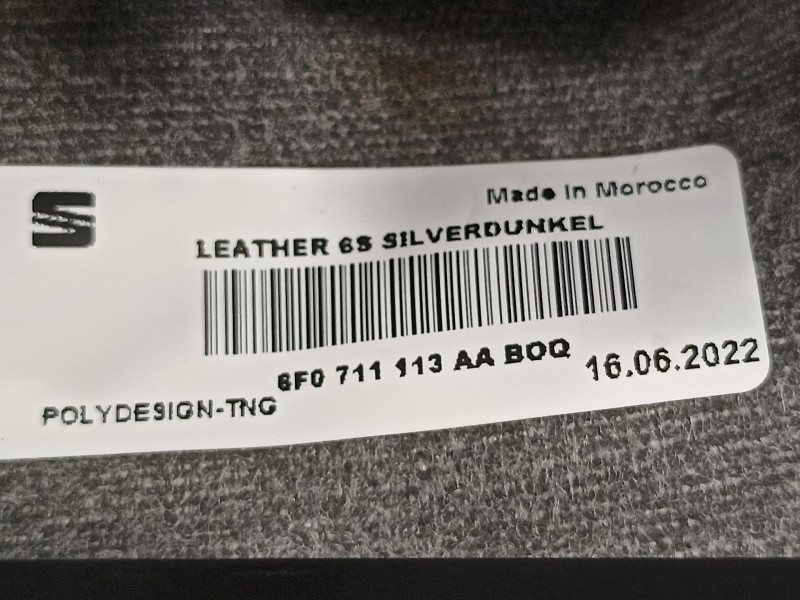 Made in Morocco
LEATHER 6S SILVERDUNKEL
6F0 711 113 AA BOQ
16.06.2022
POLYDESIGN-TNG